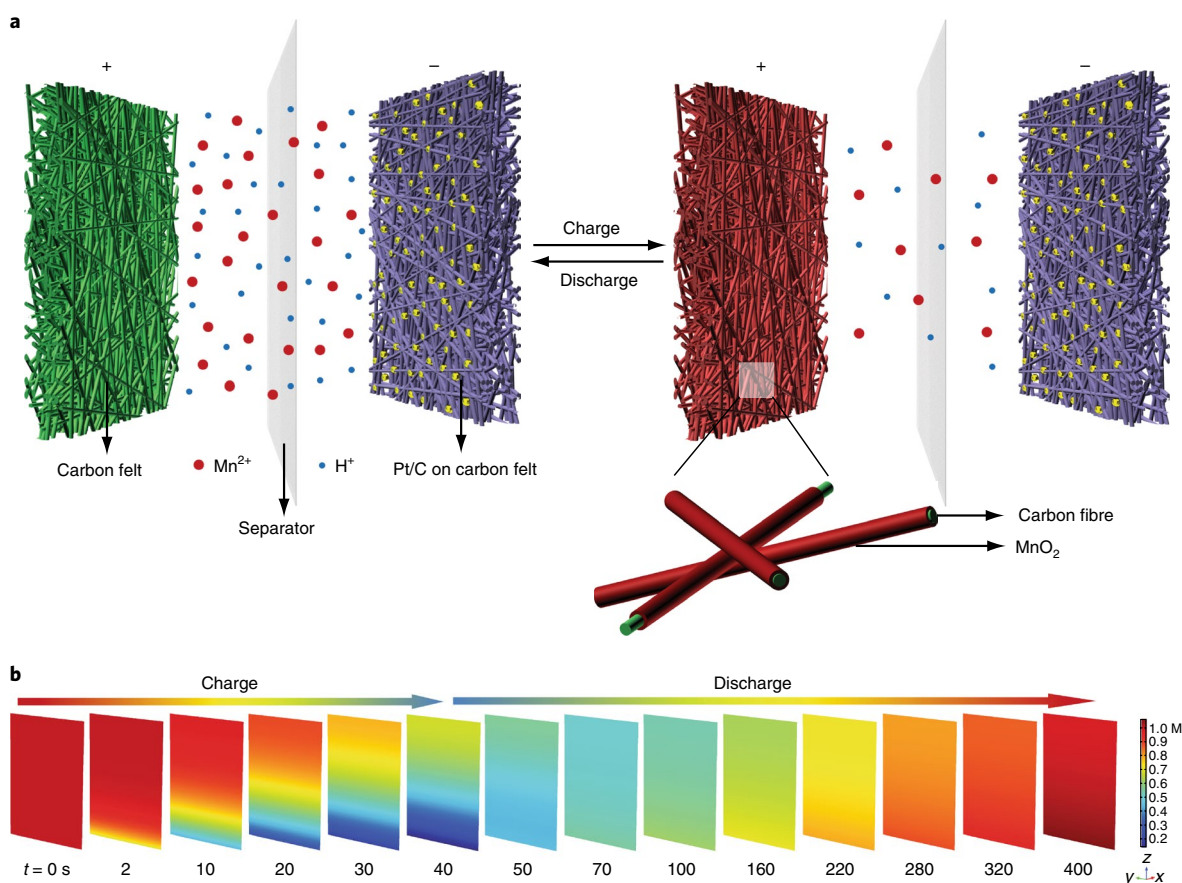 a
+
−
+
−
Charge
Discharge
Carbon felt
Mn²⁺
H⁺
Pt/C on carbon felt
Separator
Carbon fibre
MnO₂
b
Charge
Discharge
1.0 M
0.9
0.8
0.7
0.6
0.5
0.4
0.3
0.2
t = 0 s
2
10
20
30
40
50
70
100
160
220
280
320
400
z
y
x